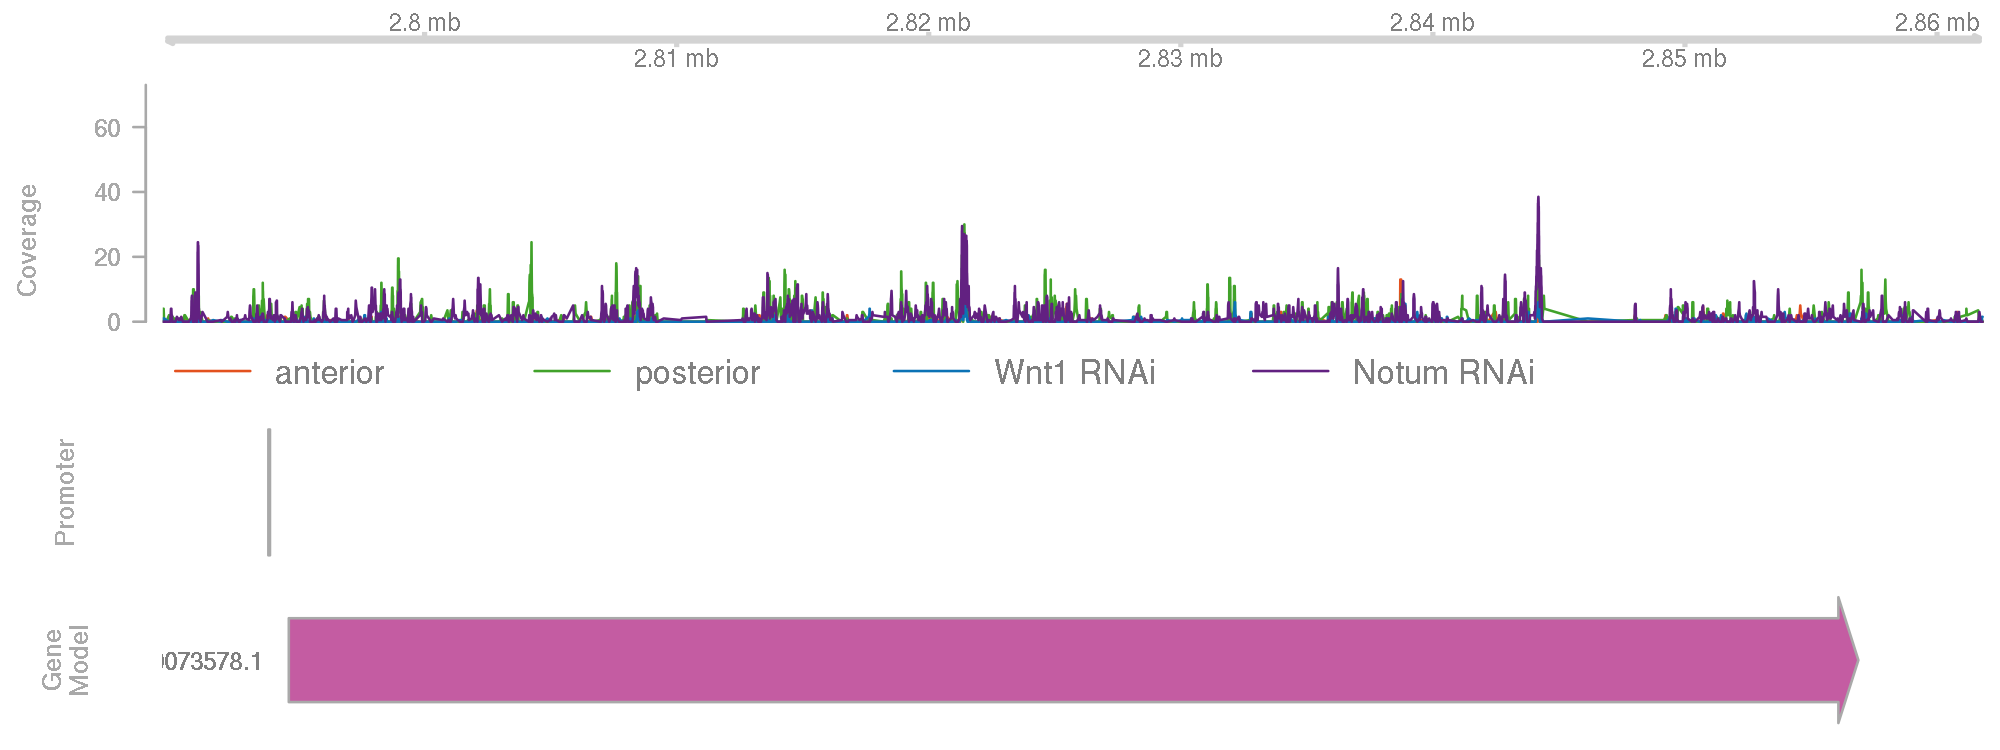 2.8 mb 2.82 mb 2.84 mb 2.86 mb
2.81 mb 2.83 mb 2.85 mb
Coverage
60
40
20
0
anterior posterior Wnt1 RNAi Notum RNAi
Promoter
Gene
Model
073578.1